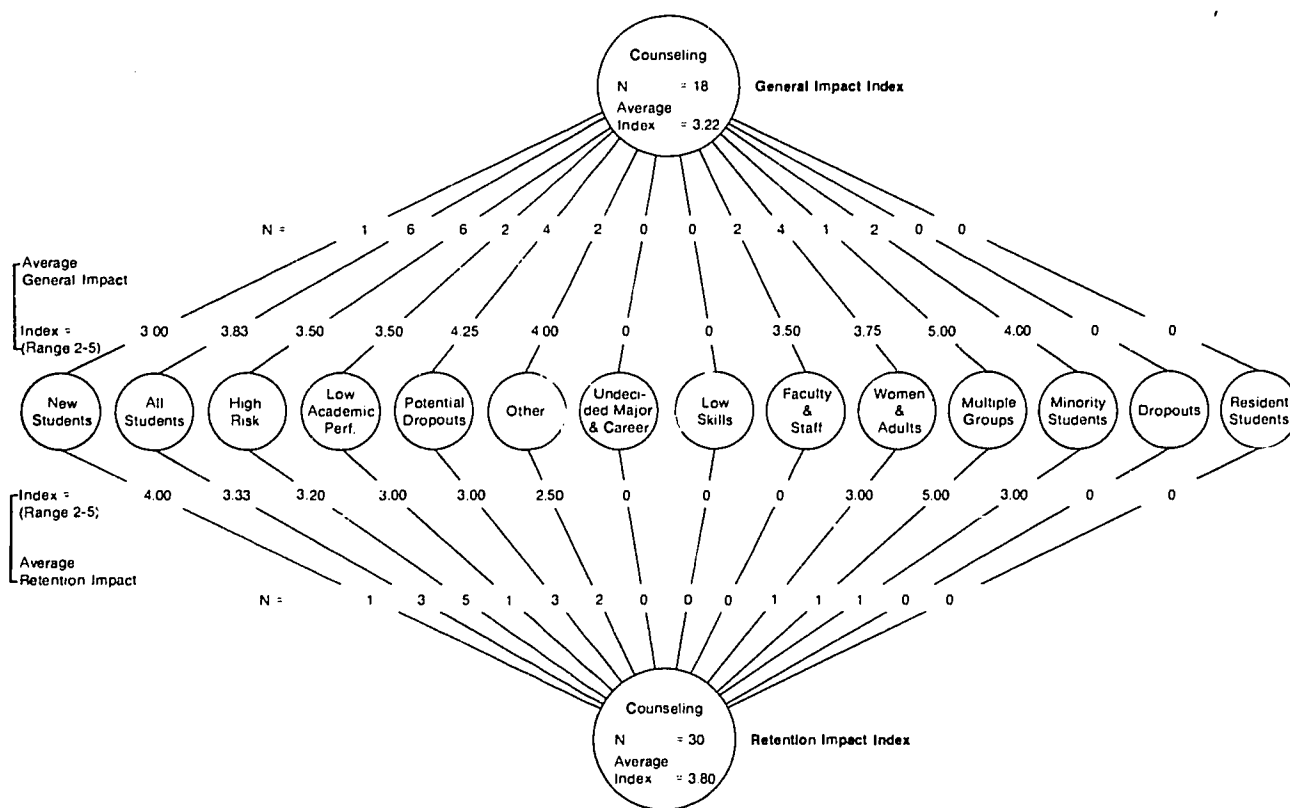 Counseling
N = 18
Average
Index = 3.22
General Impact Index
N = 1 6 6 2 4 2 0 0 2 4 1 2 0 0
Average
General Impact
Index = 3.00 3.83 3.50 3.50 4.25 4.00 0 0 3.50 3.75 5.00 4.00 0 0
(Range 2-5)
New
Students
All
Students
High
Risk
Low
Academic
Perf.
Potential
Dropouts
Other
Undeci-
ded Major
& Career
Low
Skills
Faculty
&
Staff
Women
&
Adults
Multiple
Groups
Minority
Students
Dropouts
Resident
Students
Index = 4.00 3.33 3.20 3.00 3.00 2.50 0 0 0 3.00 5.00 3.00 0 0
(Range 2-5)
Average
Retention Impact
N = 1 3 5 1 3 2 0 0 0 1 1 1 0 0
Counseling
N = 30
Average
Index = 3.80
Retention Impact Index